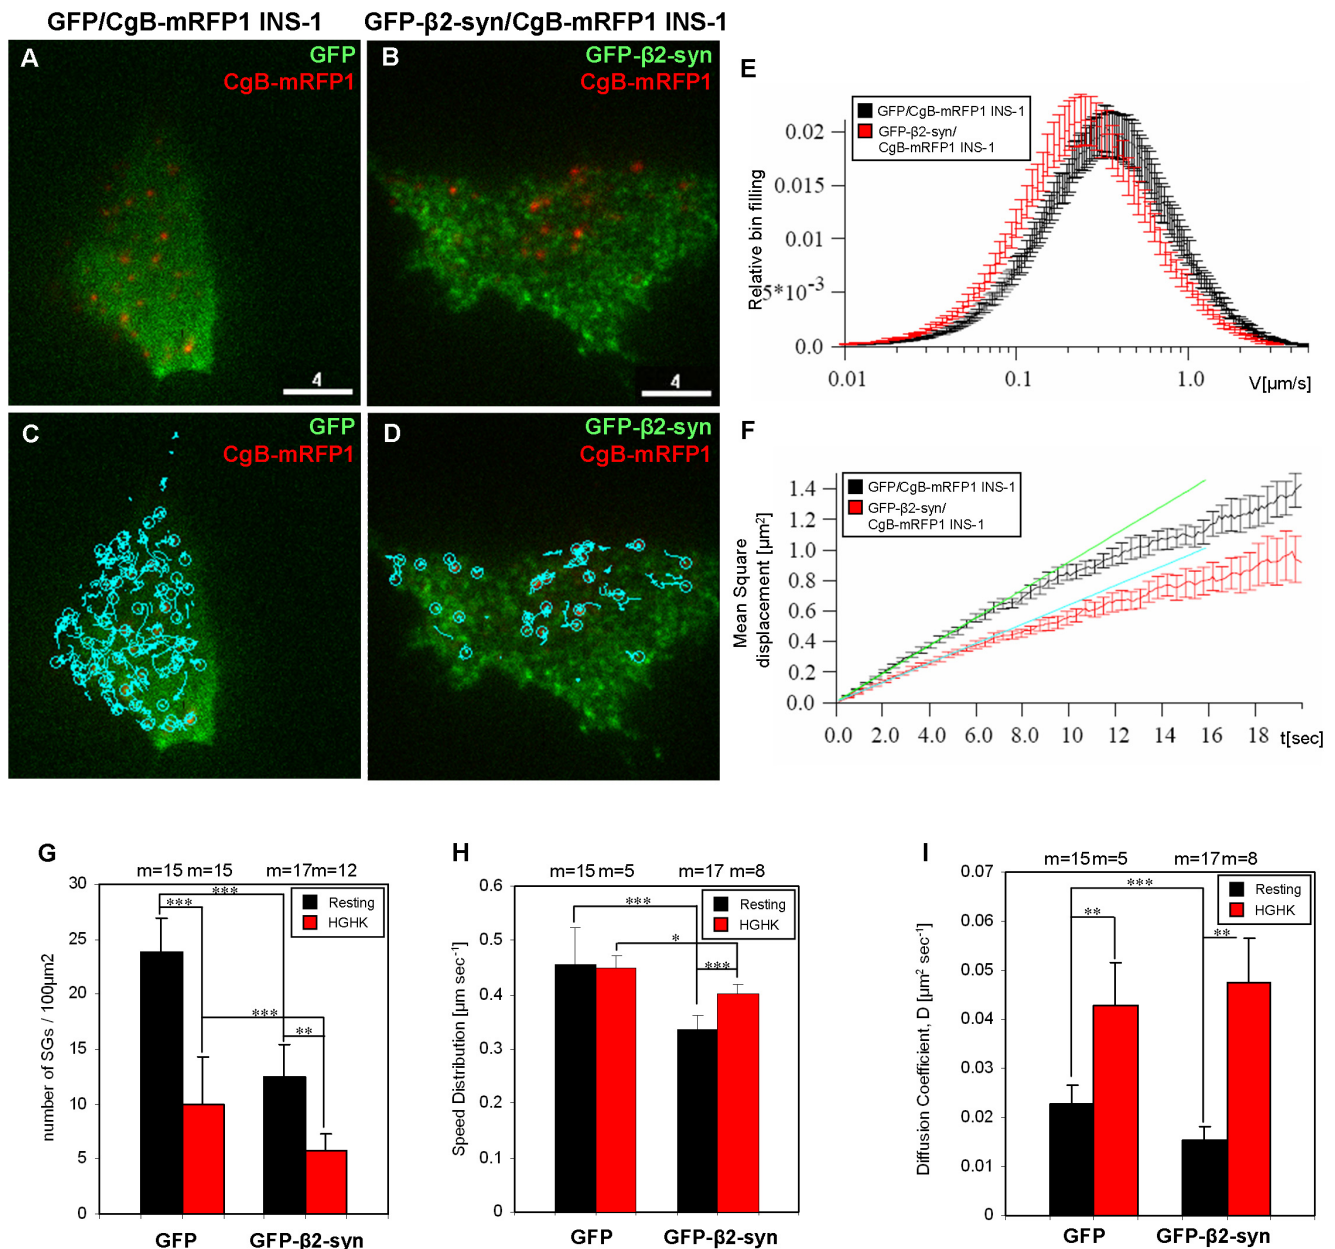 GFP/CgB-mRFP1 INS-1
GFP-β2-syn/CgB-mRFP1 INS-1
A
GFP
CgB-mRFP1
4
B
GFP-β2-syn
CgB-mRFP1
4
C
GFP
CgB-mRFP1
D
GFP-β2-syn
CgB-mRFP1
E
GFP/CgB-mRFP1 INS-1
GFP-β2-syn/
CgB-mRFP1 INS-1
Relative bin filling
0.02
0.015
0.01
5*10⁻³
0.0
0.01
0.1
1.0
V[µm/s]
F
GFP/CgB-mRFP1 INS-1
GFP-β2-syn/
CgB-mRFP1 INS-1
Mean Square
displacement [µm²]
1.4
1.2
1.0
0.8
0.6
0.4
0.2
0.0
0.0 2.0 4.0 6.0 8.0 10 12 14 16 18 t[sec]
G
m=15 m=15 m=17 m=12
Resting
HGHK
number of SGs / 100µm2
30
25
20
15
10
5
0
***
***
***
**
GFP
GFP-β2-syn
H
m=15 m=5 m=17 m=8
Resting
HGHK
Speed Distribution [µm sec⁻¹]
0.6
0.5
0.4
0.3
0.2
0.1
0
***
*
***
GFP
GFP-β2-syn
I
m=15 m=5 m=17 m=8
Resting
HGHK
Diffusion Coefficient, D [µm² sec⁻¹]
0.07
0.06
0.05
0.04
0.03
0.02
0.01
0
***
**
**
GFP
GFP-β2-syn